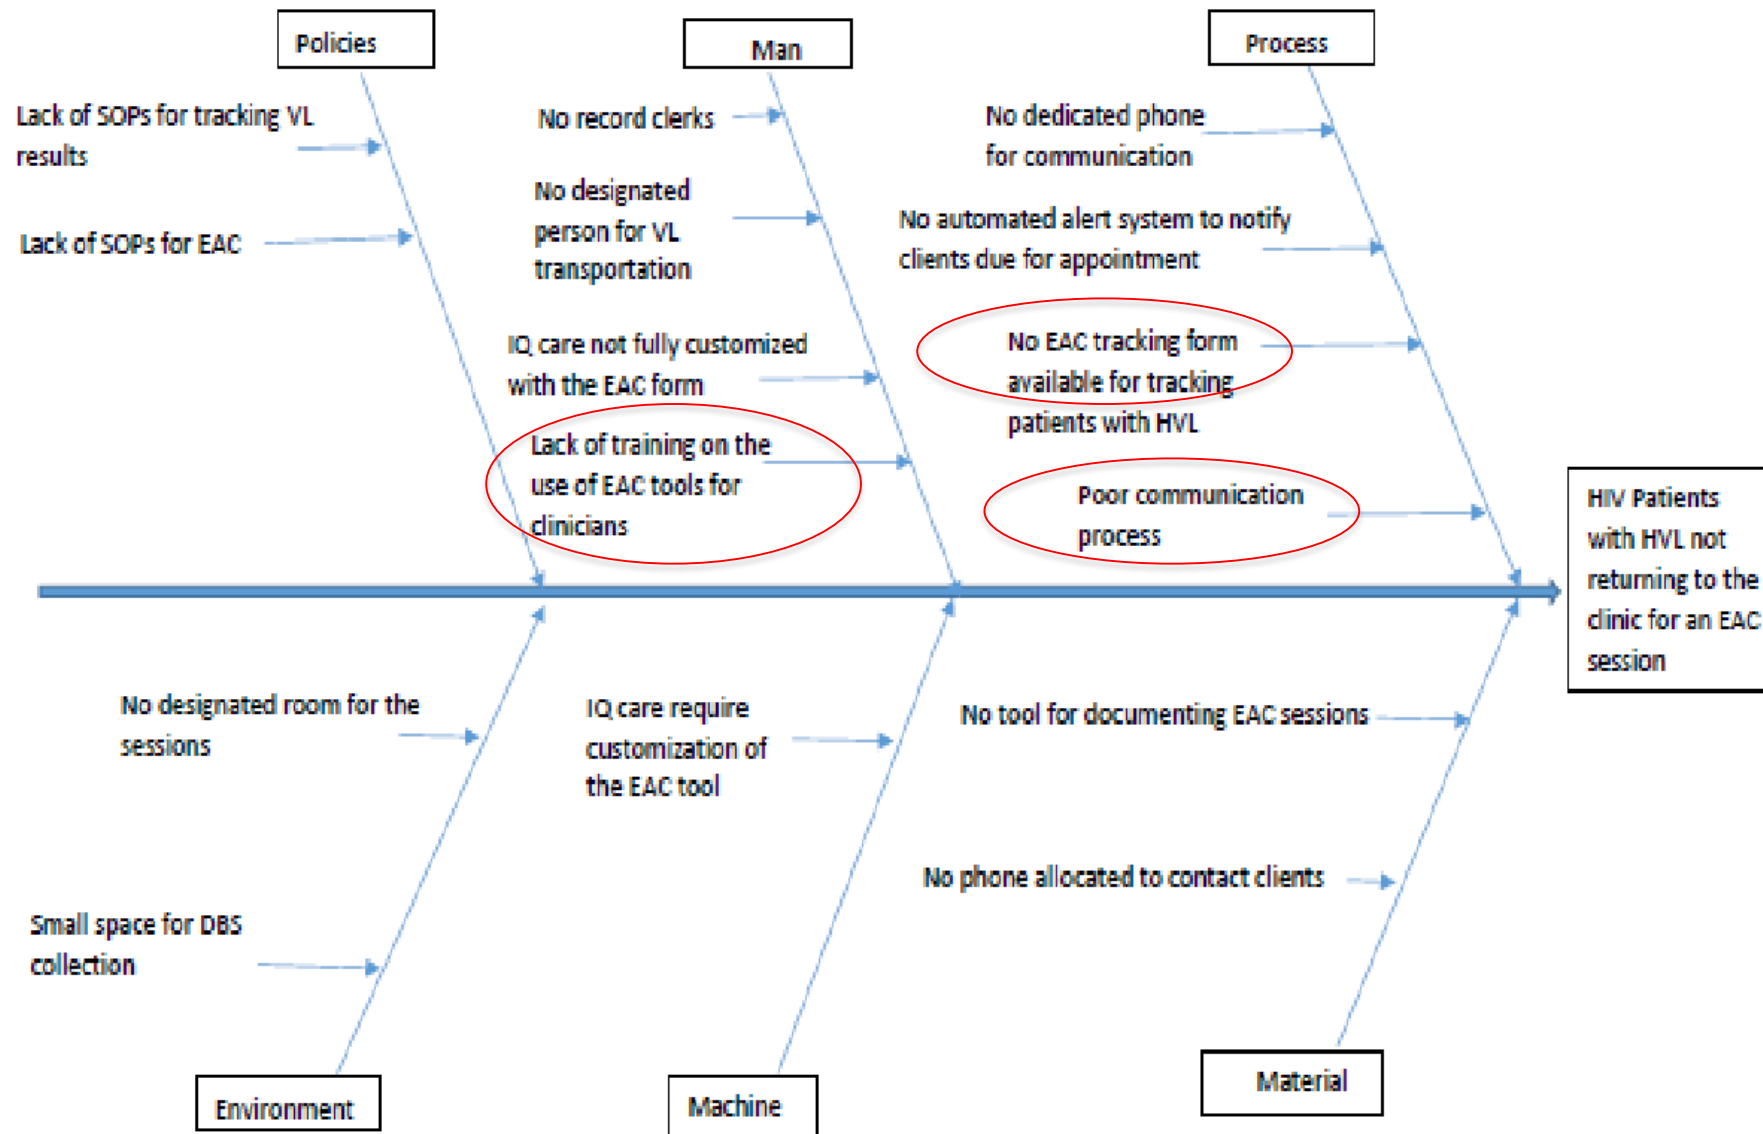 Policies
Man
Process
Lack of SOPs for tracking VL
results
Lack of SOPs for EAC
No record clerks
No designated
person for VL
transportation
IQ care not fully customized
with the EAC form
Lack of training on the
use of EAC tools for
clinicians
No dedicated phone
for communication
No automated alert system to notify
clients due for appointment
No EAC tracking form
available for tracking
patients with HVL
Poor communication
process
HIV Patients
with HVL not
returning to the
clinic for an EAC
session
No designated room for the
sessions
Small space for DBS
collection
IQ care require
customization of
the EAC tool
No tool for documenting EAC sessions
No phone allocated to contact clients
Environment
Machine
Material